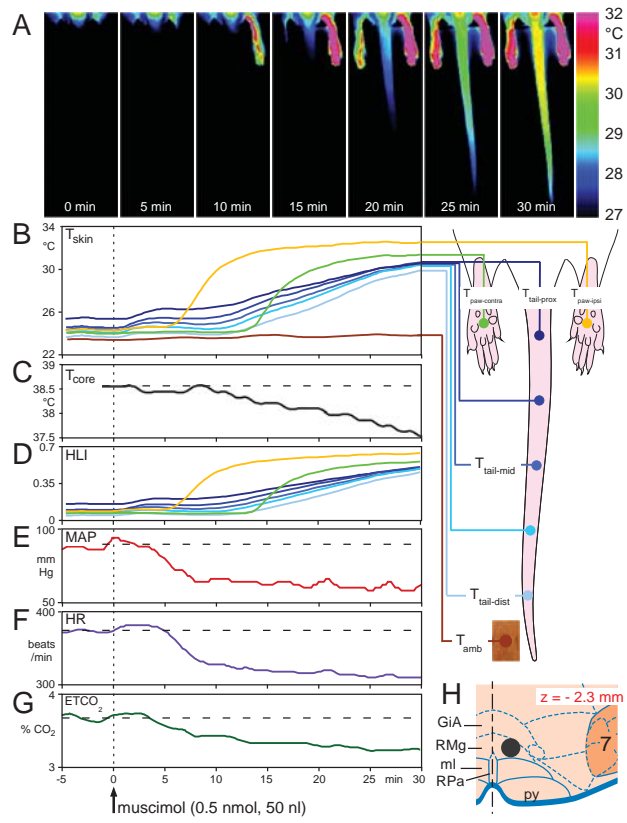 A
0 min 5 min 10 min 15 min 20 min 25 min 30 min
32
°C
31
30
29
28
27
B
34
°C
30
26
22
Tskin
Tpaw-contra
Ttail-prox
Tpaw-ipsi
C
39
38.5
°C
38
37.5
Tcore
D
0.7
0.35
0
HLI
Ttail-mid
E
100
mm
Hg
50
MAP
Ttail-dist
F
400
beats
/min
300
HR
Tamb
G
4
% CO2
3
ETCO2
-5 0 5 10 15 20 25 min 30
muscimol (0.5 nmol, 50 nl)
H
z = - 2.3 mm
GiA
RMg
ml
RPa
7
py